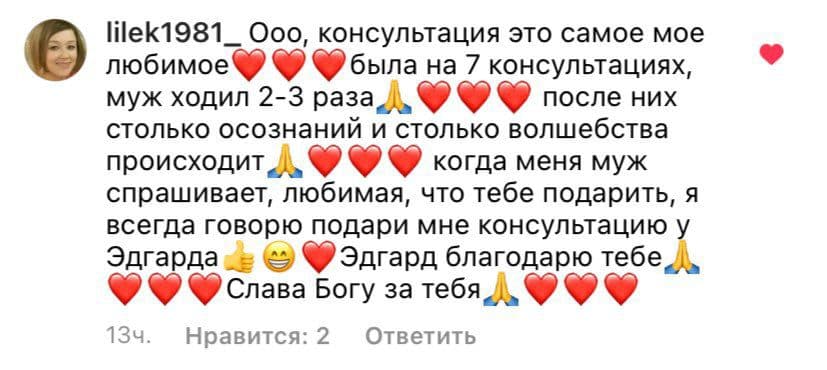 lilek1981_ Ооо, консультация это самое мое
любимое❤️❤️❤️была на 7 консультациях,
муж ходил 2-3 раза🙏❤️❤️❤️ после них
столько осознаний и столько волшебства
происходит🙏❤️❤️❤️ когда меня муж
спрашивает, любимая, что тебе подарить, я
всегда говорю подари мне консультацию у
Эдгарда👍😁❤️Эдгард благодарю тебе🙏
❤️❤️❤️Слава Богу за тебя🙏❤️❤️❤️
13ч. Нравится: 2 Ответить